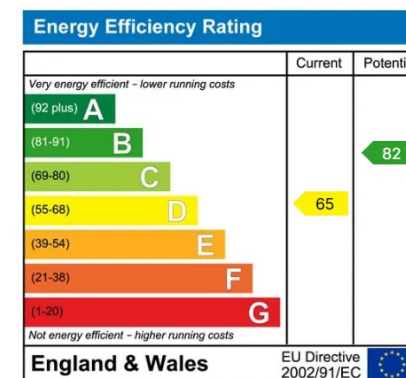 Energy Efficiency Rating
Current Potenti
Very energy efficient - lower running costs
(92 plus) A
(81-91) B
82
(69-80) C
(55-68) D
65
(39-54) E
(21-38) F
(1-20) G
Not energy efficient - higher running costs
England & Wales
EU Directive
2002/91/EC